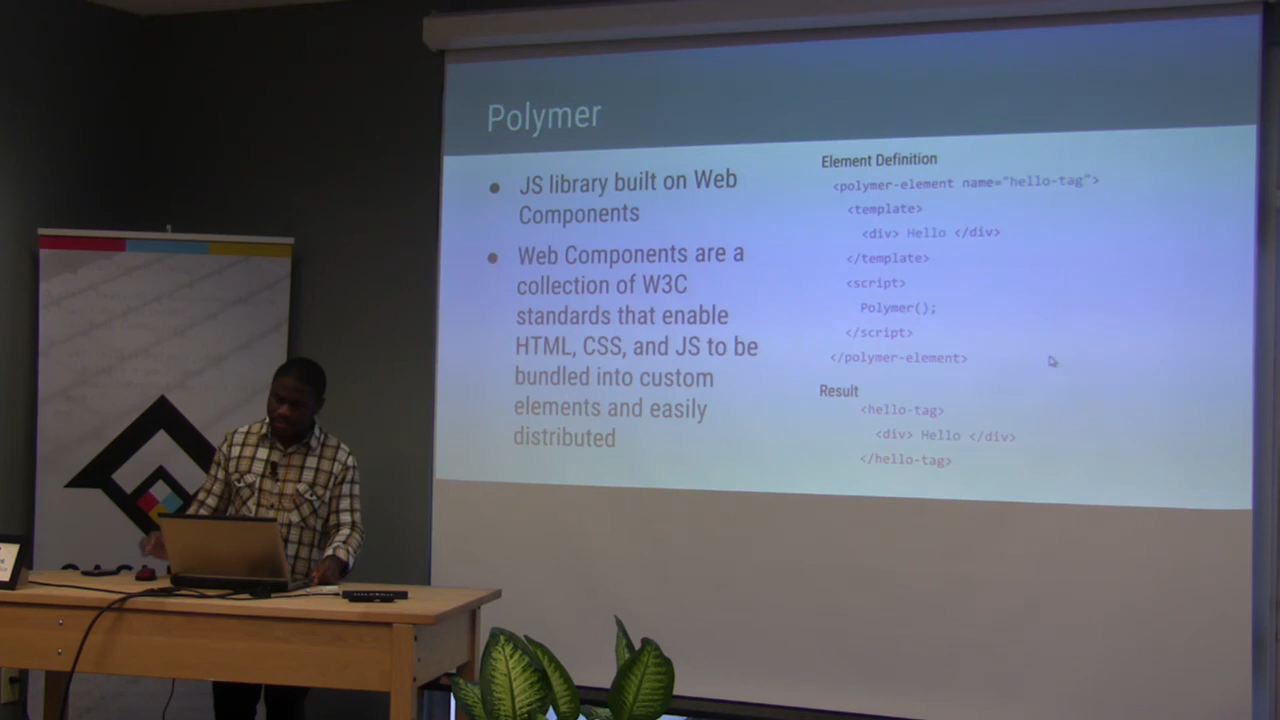 Polymer
● JS library built on Web
Components
● Web Components are a
collection of W3C
standards that enable
HTML, CSS, and JS to be
bundled into custom
elements and easily
distributed
Element Definition
<polymer-element name="hello-tag">
<template>
<div> Hello </div>
</template>
<script>
Polymer();
</script>
</polymer-element>
Result
<hello-tag>
<div> Hello </div>
</hello-tag>